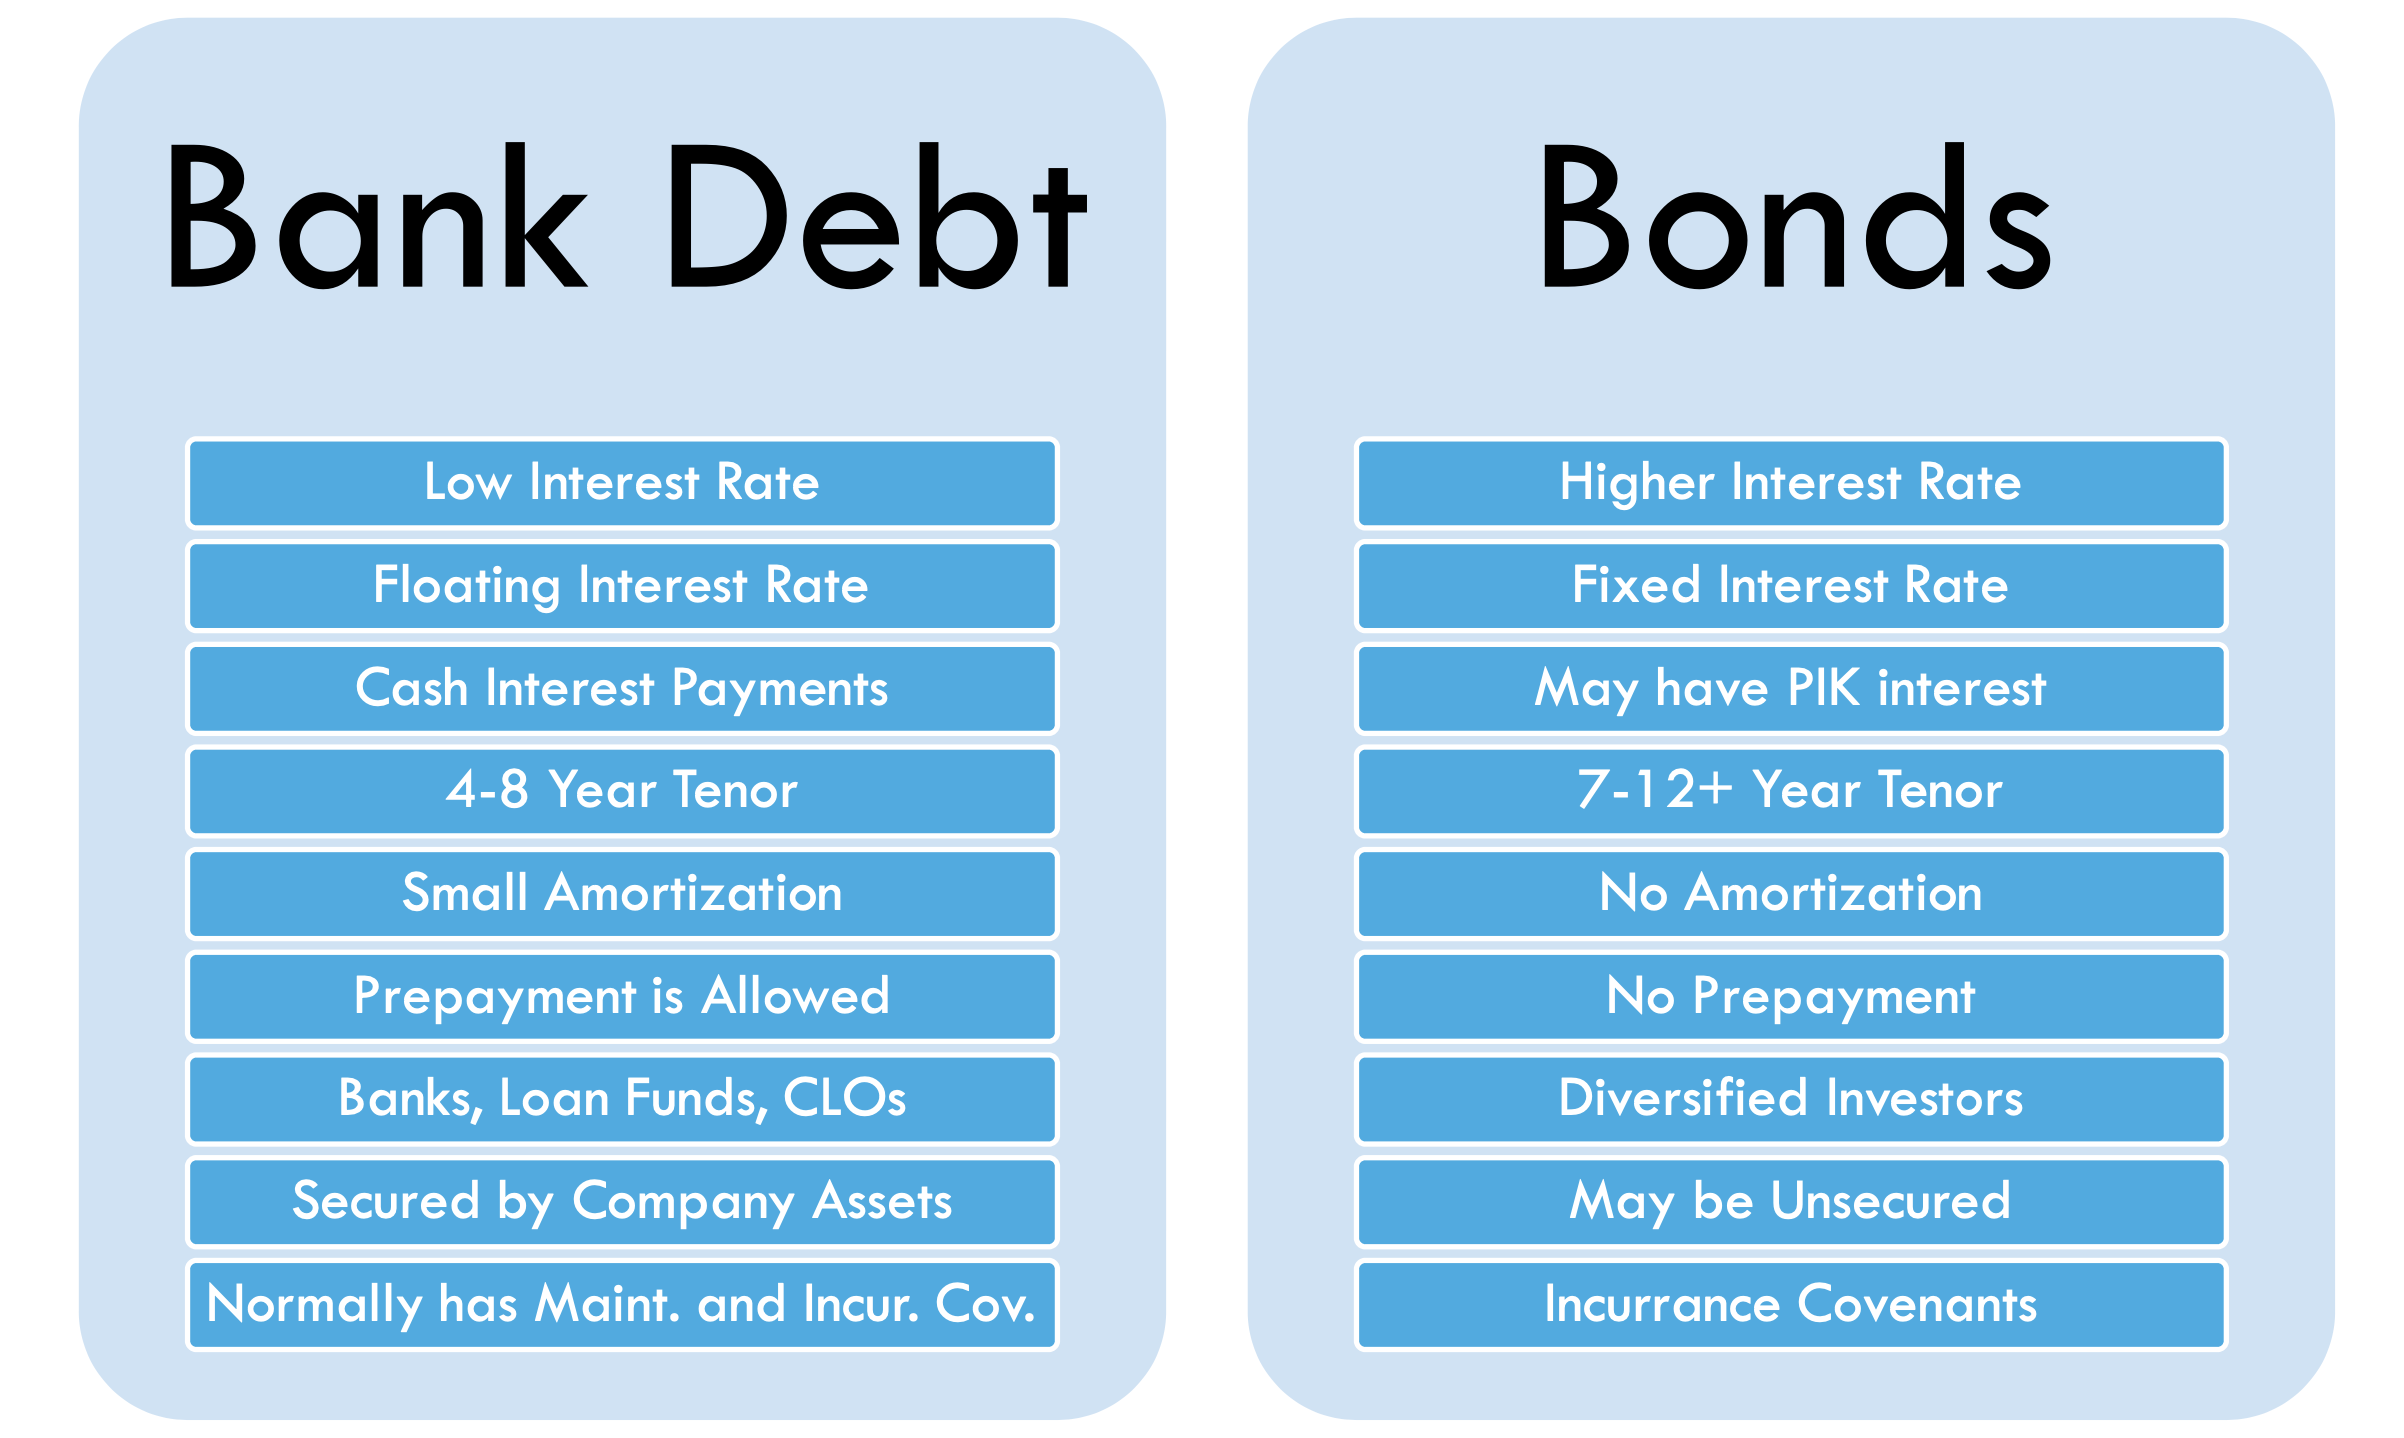 Bank Debt
Low Interest Rate
Floating Interest Rate
Cash Interest Payments
4-8 Year Tenor
Small Amortization
Prepayment is Allowed
Banks, Loan Funds, CLOs
Secured by Company Assets
Normally has Maint. and Incur. Cov.
Bonds
Higher Interest Rate
Fixed Interest Rate
May have PIK interest
7-12+ Year Tenor
No Amortization
No Prepayment
Diversified Investors
May be Unsecured
Incurrance Covenants